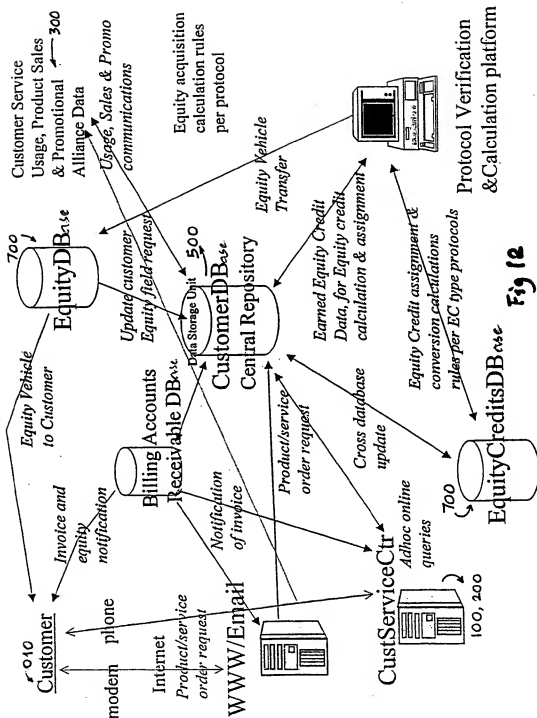 Customer Service
Usage, Product Sales
& Promotional
Alliance Data
300
Usage, Sales & Promo
communications
Equity acquisition
calculation rules
per protocol
Protocol Verification
&Calculation platform
700
EquityDBase
Update customer
Equity field request
Equity Vehicle
Transfer
Data Storage Unit
500
CustomerDBase
Central Repository
Earned Equity Credit
Data, for Equity credit
calculation & assignment
Equity Credit assignment &
conversion calculations
rules per EC type protocols
Equity Vehicle
to Customer
Billing Accounts
Receivable DBase
Invoice and
equity
notification
Notification
of invoice
Product/service
order request
Cross database
update
700
EquityCreditsDBase
010
Customer
modem
phone
Internet
Product/service
order request
WWW/Email
CustServiceCtr
Adhoc online
queries
100, 200
Fig 12